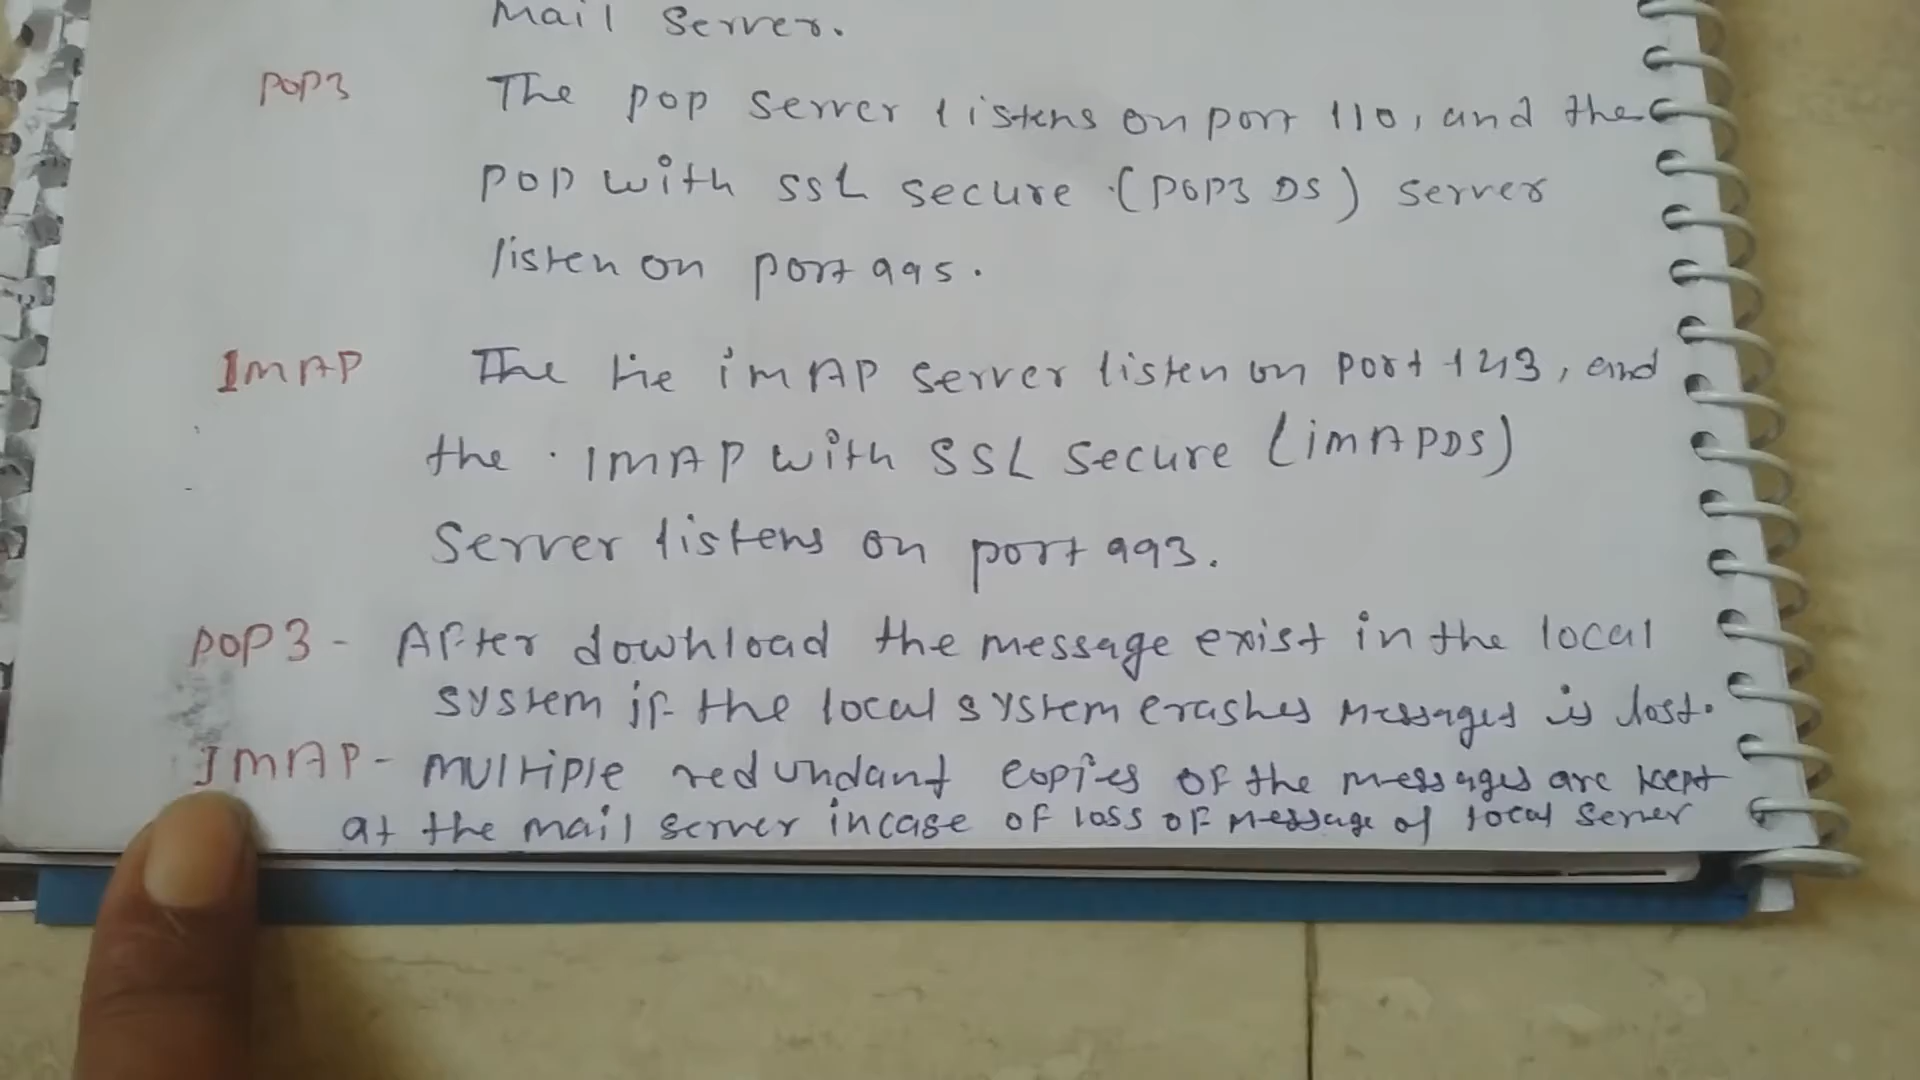 Mail Server.
POP3 The POP server listens on port 110, and the
POP with SSL secure (POP3 DS) server
listen on port 995.
IMAP The tie IMAP server listen on port 143, and
the IMAP with SSL secure (IMAPDS)
Server listens on port 993.
POP3 - After download the message exist in the local
system if the local system crashes messages is lost.
IMAP - Multiple redundant copies of the messages are kept
at the mail server incase of loss of message of local server